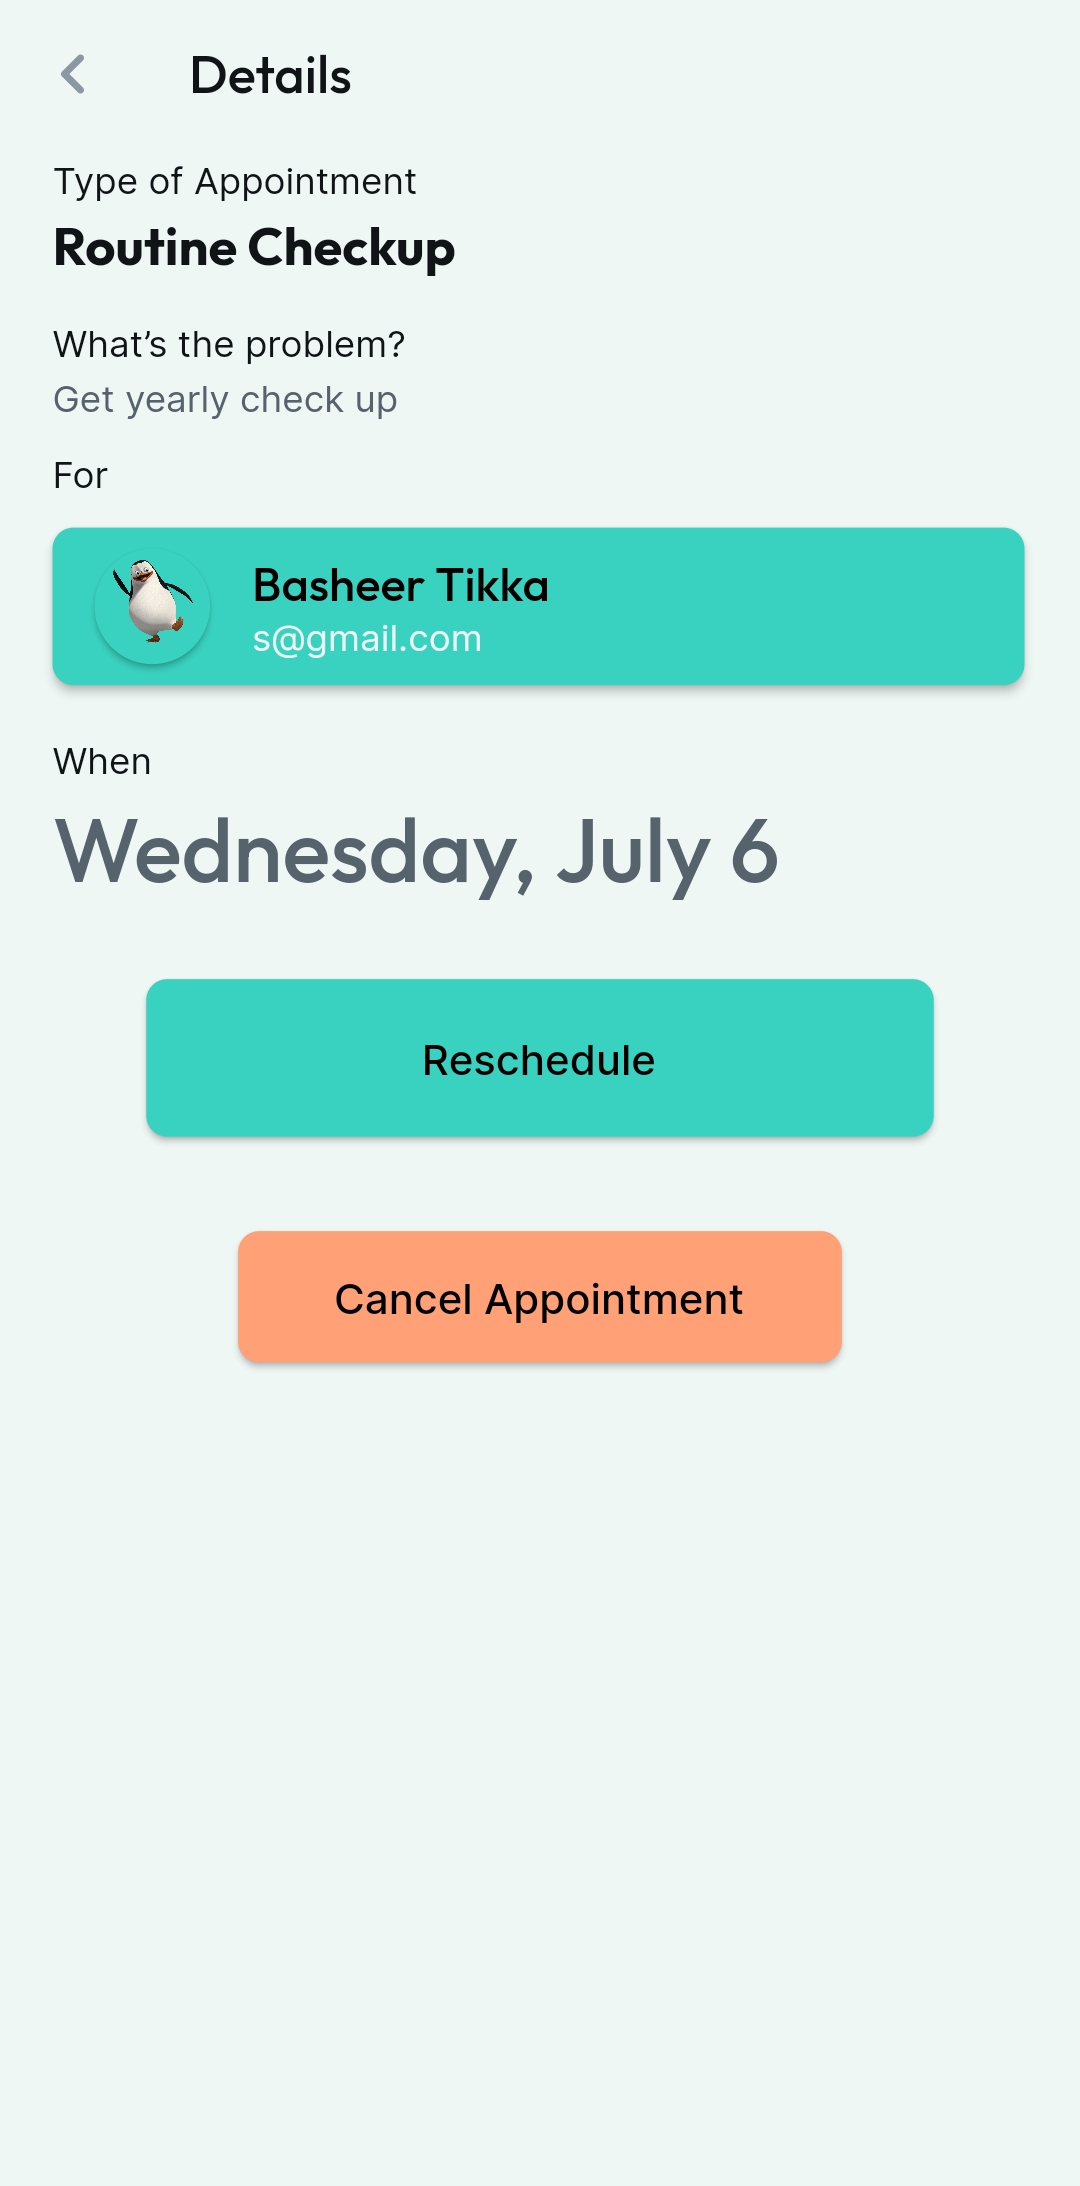 Details
Type of Appointment
Routine Checkup
What’s the problem?
Get yearly check up
For
Basheer Tikka
s@gmail.com
When
Wednesday, July 6
Reschedule
Cancel Appointment